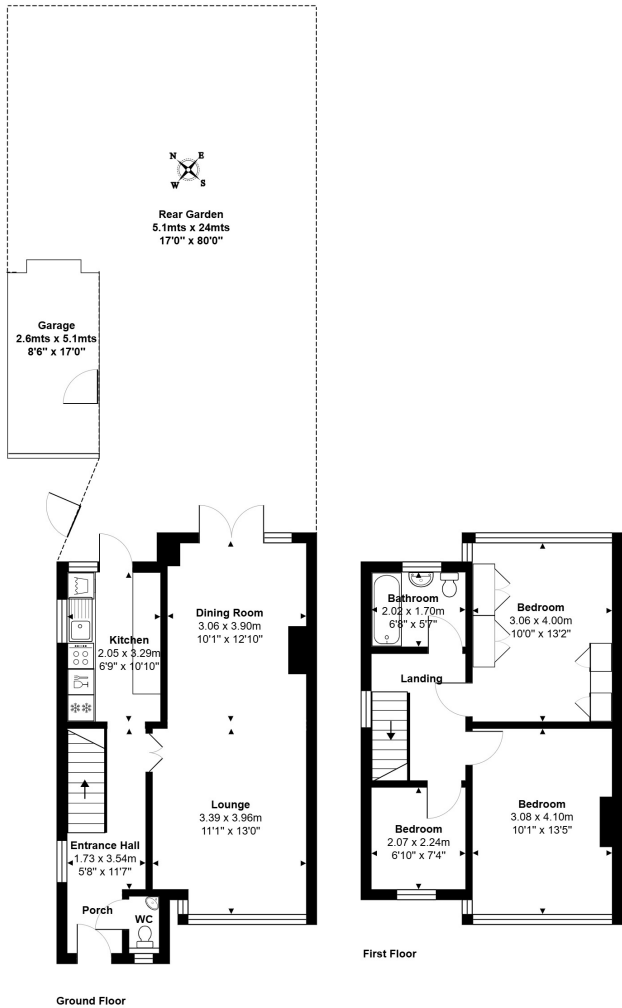 N E
W S
Rear Garden
5.1mts x 24mts
17'0" x 80'0"
Garage
2.6mts x 5.1mts
8'6" x 17'0"
Kitchen
2.05 x 3.29m
6'9" x 10'10"
Dining Room
3.06 x 3.90m
10'1" x 12'10"
Lounge
3.39 x 3.96m
11'1" x 13'0"
Entrance Hall
1.73 x 3.54m
5'8" x 11'7"
Porch
WC
Ground Floor
Bathroom
2.02 x 1.70m
6'8" x 5'7"
Bedroom
3.06 x 4.00m
10'0" x 13'2"
Landing
Bedroom
2.07 x 2.24m
6'10" x 7'4"
Bedroom
3.08 x 4.10m
10'1" x 13'5"
First Floor